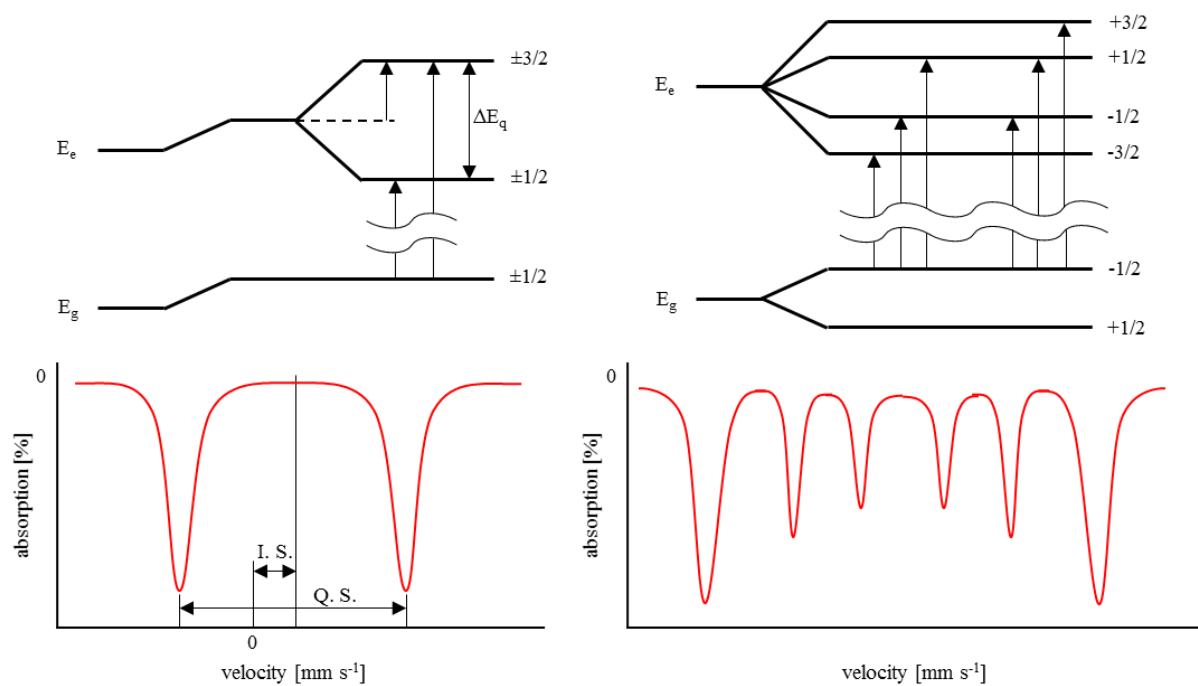 ±3/2
E_e
ΔE_q
±1/2
±1/2
E_g
+3/2
+1/2
E_e
-1/2
-3/2
-1/2
E_g
+1/2
0
absorption [%]
I. S.
Q. S.
0
velocity [mm s⁻¹]
0
absorption [%]
velocity [mm s⁻¹]